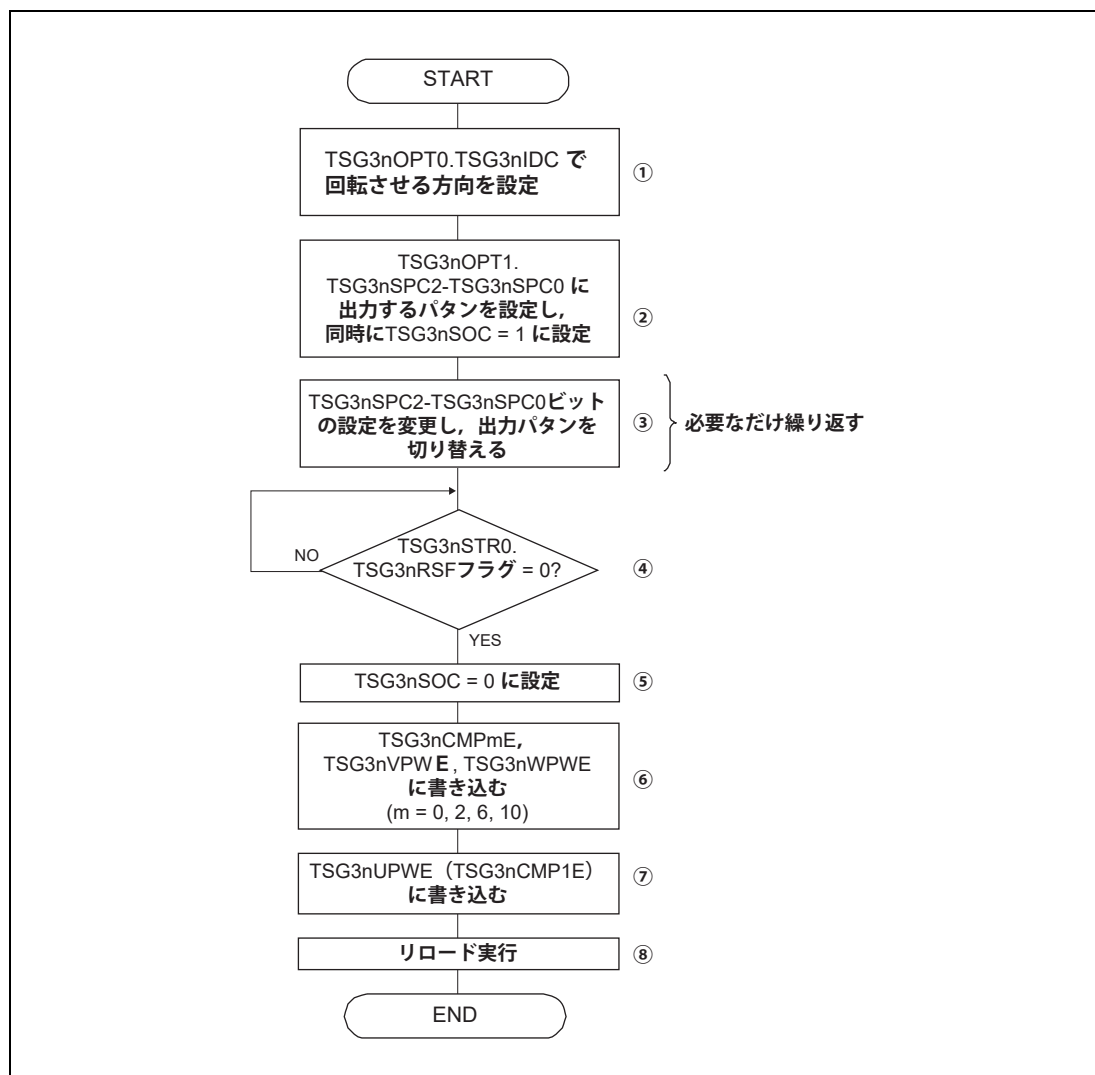 START
TSG3nOPT0.TSG3nIDC で
回転させる方向を設定
①
TSG3nOPT1.
TSG3nSPC2-TSG3nSPC0 に
出力するパタンを設定し,
同時にTSG3nSOC = 1 に設定
②
TSG3nSPC2-TSG3nSPC0ビット
の設定を変更し，出力パタンを
切り替える
③
必要なだけ繰り返す
TSG3nSTR0.
TSG3nRSFフラグ = 0?
NO
④
YES
TSG3nSOC = 0 に設定
⑤
TSG3nCMPmE,
TSG3nVPWE , TSG3nWPWE
に書き込む
(m = 0, 2, 6, 10)
⑥
TSG3nUPWE（TSG3nCMP1E）
に書き込む
⑦
リロード実行
⑧
END